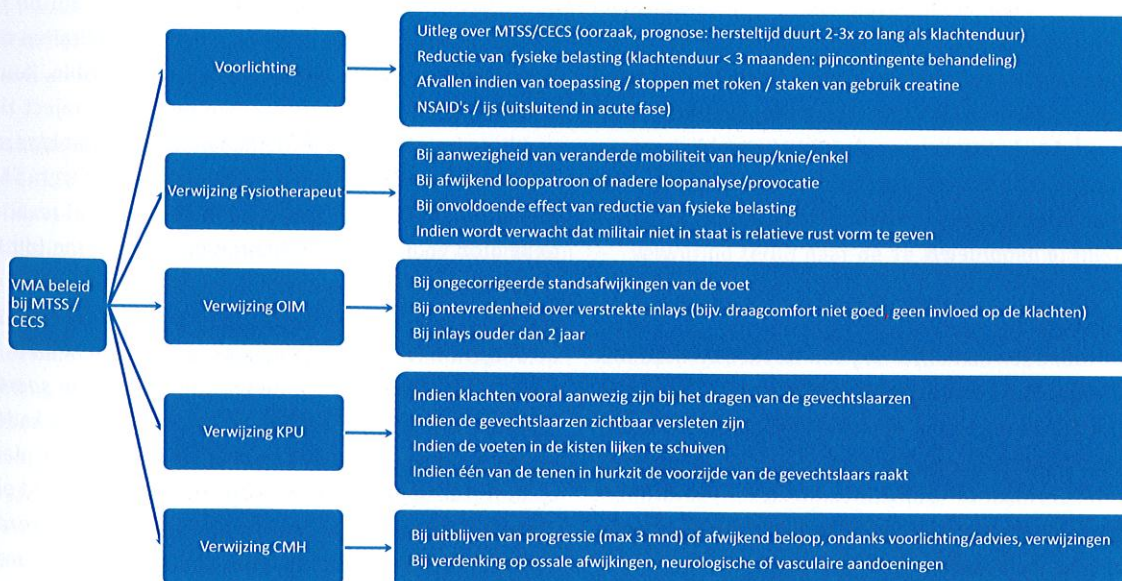 VMA beleid
bij MTSS /
CECS
Voorlichting
Uitleg over MTSS/CECS (oorzaak, prognose: hersteltijd duurt 2-3x zo lang als klachtenduur)
Reductie van fysieke belasting (klachtenduur < 3 maanden: pijncontingente behandeling)
Afvallen indien van toepassing / stoppen met roken / staken van gebruik creatine
NSAID's / ijs (uitsluitend in acute fase)
Verwijzing Fysiotherapeut
Bij aanwezigheid van veranderde mobiliteit van heup/knie/enkel
Bij afwijkend looppatroon of nadere loopanalyse/provocatie
Bij onvoldoende effect van reductie van fysieke belasting
Indien wordt verwacht dat militair niet in staat is relatieve rust vorm te geven
Verwijzing OIM
Bij ongecorrigeerde standsafwijkingen van de voet
Bij ontevredenheid over verstrekte inlays (bijv. draagcomfort niet goed, geen invloed op de klachten)
Bij inlays ouder dan 2 jaar
Verwijzing KPU
Indien klachten vooral aanwezig zijn bij het dragen van de gevechtslaarzen
Indien de gevechtslaarzen zichtbaar versleten zijn
Indien de voeten in de kisten lijken te schuiven
Indien één van de tenen in hurkzit de voorzijde van de gevechtslaars raakt
Verwijzing CMH
Bij uitblijven van progressie (max 3 mnd) of afwijkend beloop, ondanks voorlichting/advies, verwijzingen
Bij verdenking op ossale afwijkingen, neurologische of vasculaire aandoeningen